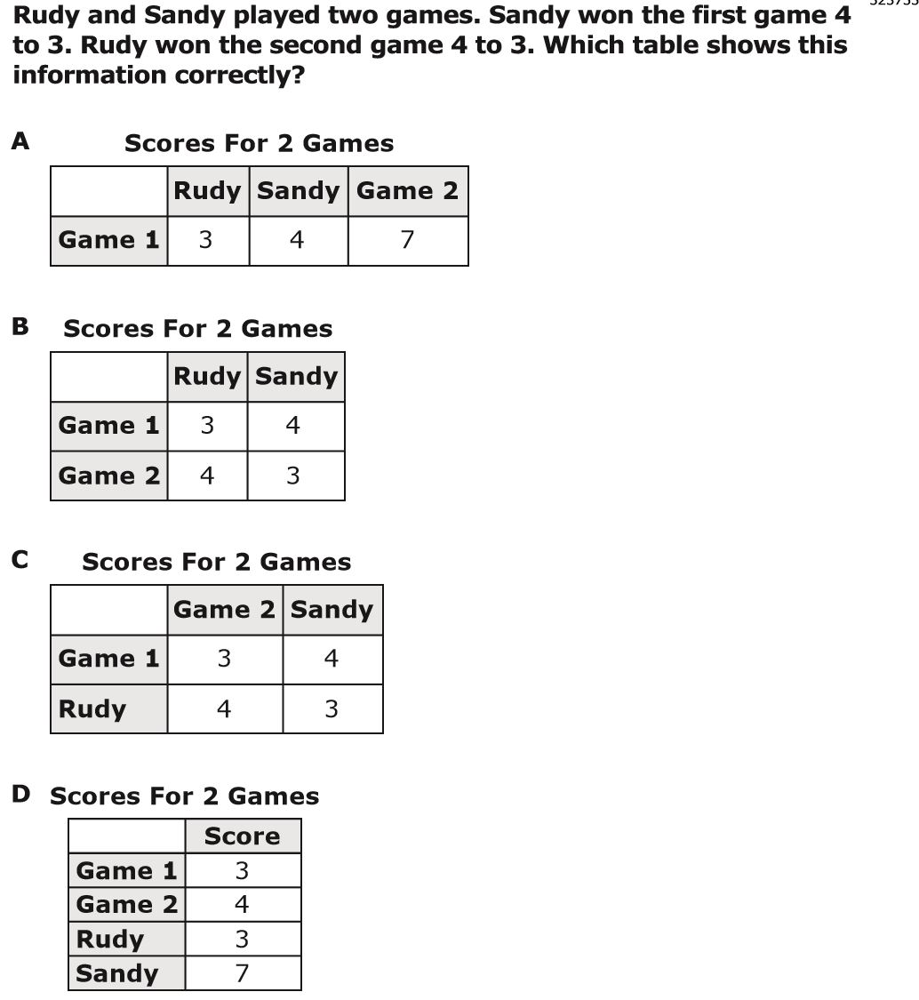 Rudy and Sandy played two games. Sandy won the first game 4
to 3. Rudy won the second game 4 to 3. Which table shows this
information correctly?
A Scores For 2 Games
Rudy Sandy Game 2
Game 1 3 4 7
B Scores For 2 Games
Rudy Sandy
Game 1 3 4
Game 2 4 3
C Scores For 2 Games
Game 2 Sandy
Game 1 3 4
Rudy 4 3
D Scores For 2 Games
Score
Game 1 3
Game 2 4
Rudy 3
Sandy 7